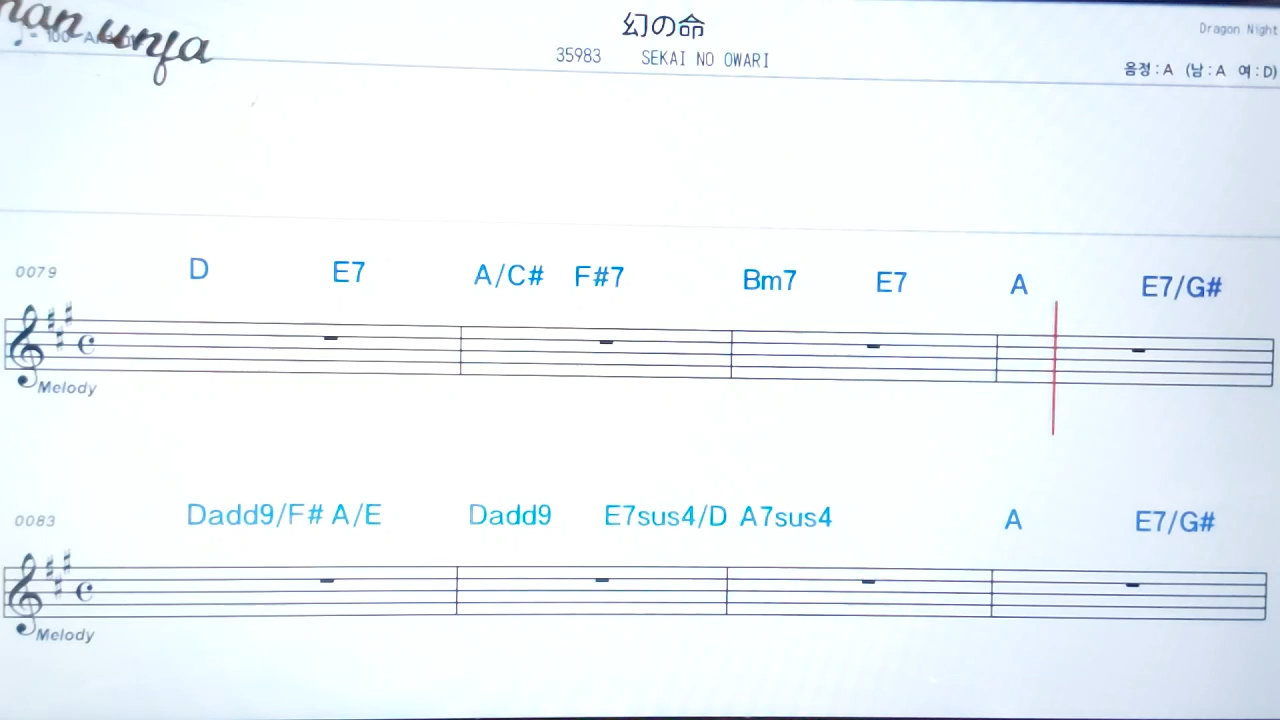 幻の命
Dragon Night
35983 SEKAI NO OWARI
음정 : A (남 : A 여 : D)
0079 D E7 A/C# F#7 Bm7 E7 A E7/G#
Melody
0083 Dadd9/F# A/E Dadd9 E7sus4/D A7sus4 A E7/G#
Melody